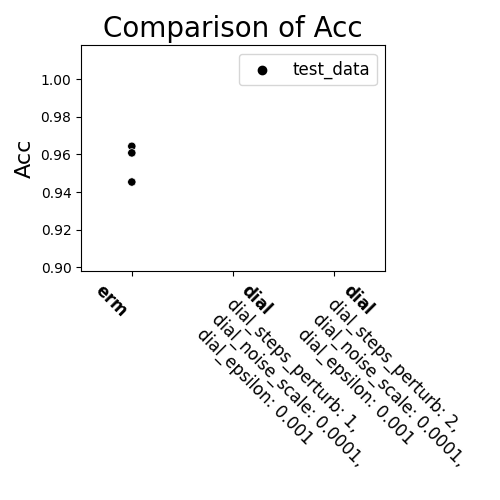 Comparison of Acc
test_data
Acc
1.00
0.98
0.96
0.94
0.92
0.90
erm
dial
dial_steps_perturb: 1,
dial_noise_scale: 0.0001,
dial_epsilon: 0.001
dial
dial_steps_perturb: 2,
dial_noise_scale: 0.0001,
dial_epsilon: 0.001